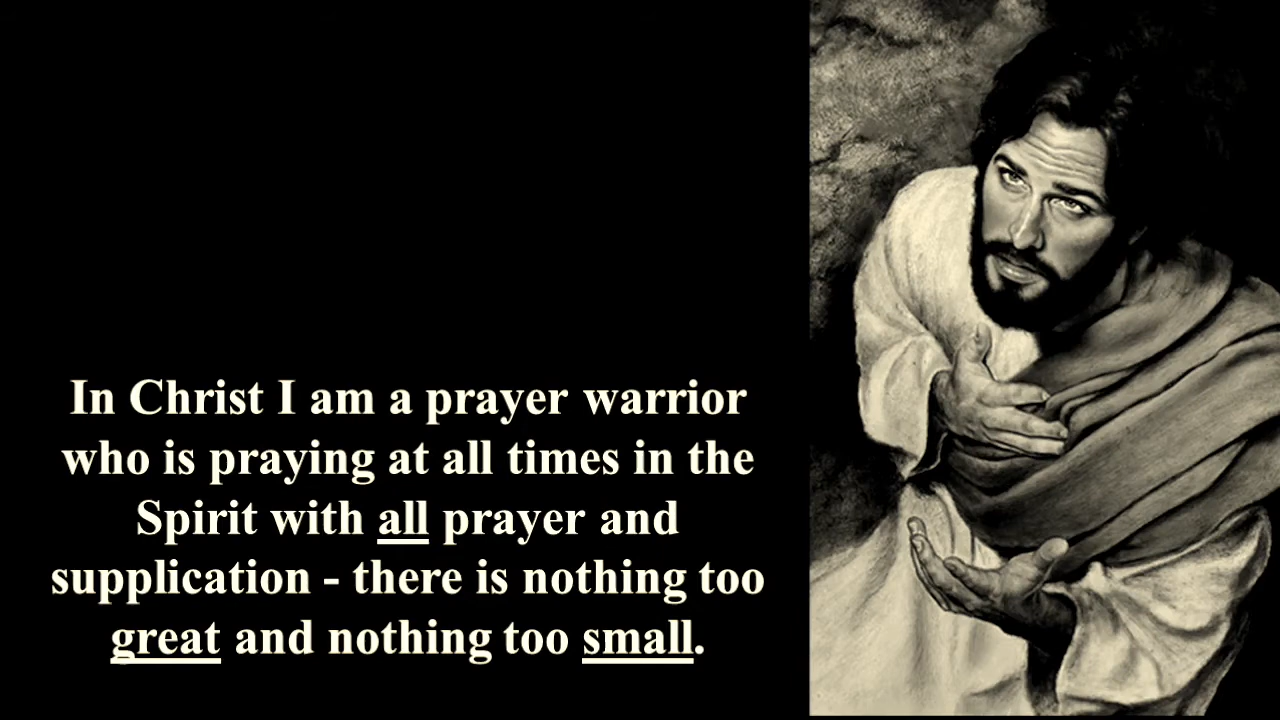 In Christ I am a prayer warrior
who is praying at all times in the
Spirit with all prayer and
supplication - there is nothing too
great and nothing too small.